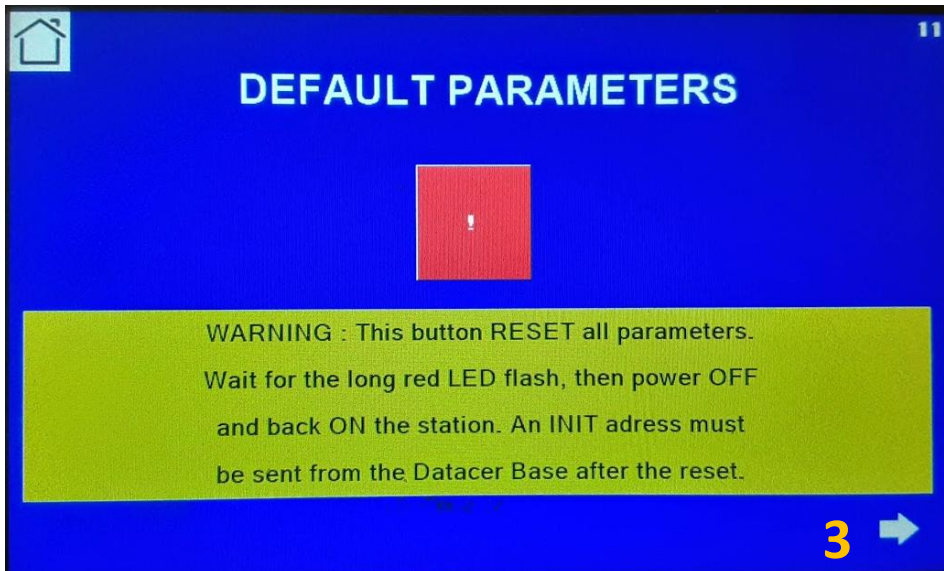 11
DEFAULT PARAMETERS
!
WARNING : This button RESET all parameters.
Wait for the long red LED flash, then power OFF
and back ON the station. An INIT adress must
be sent from the Datacer Base after the reset.
3